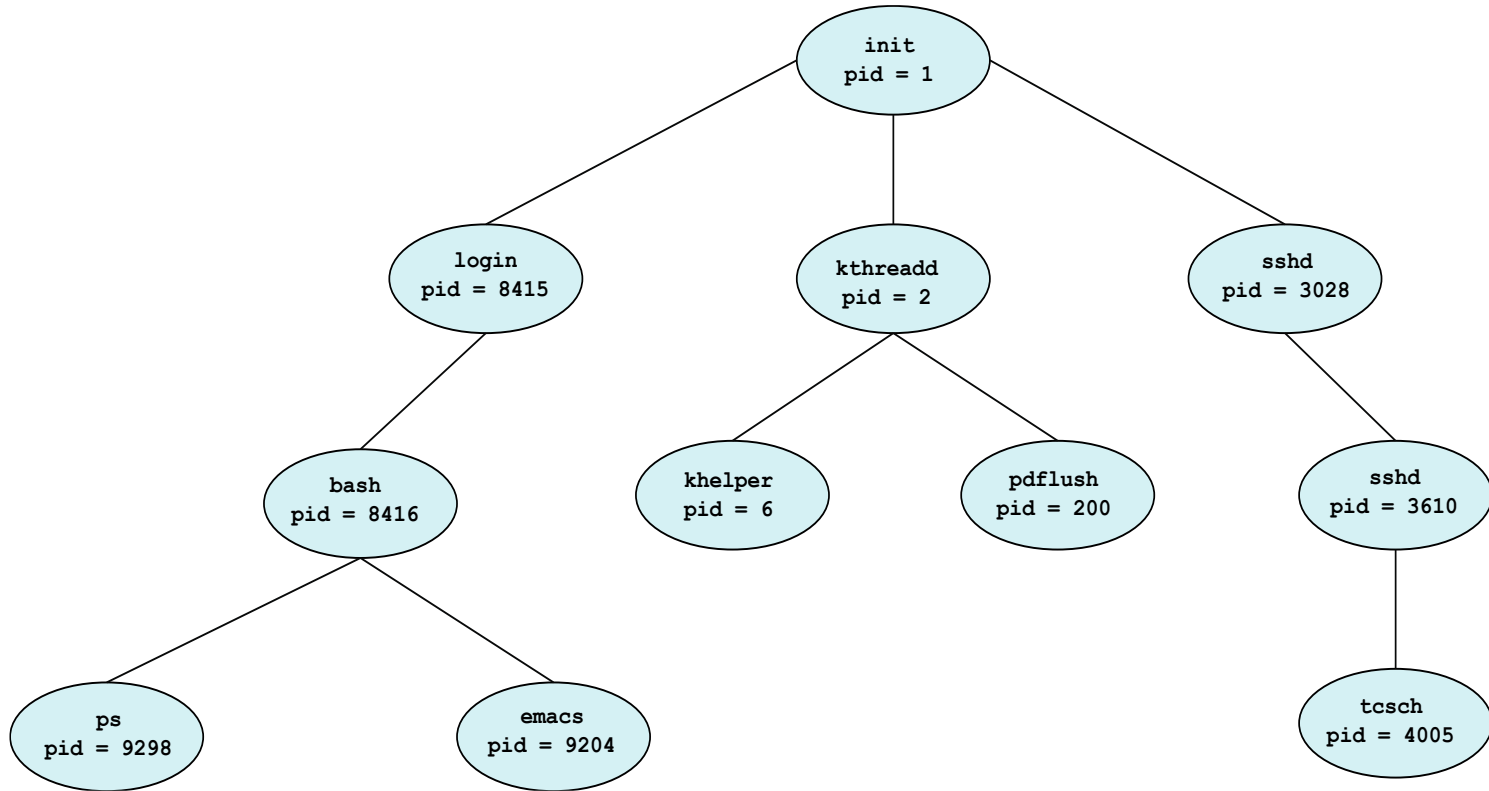 init
pid = 1
login
pid = 8415
kthreadd
pid = 2
sshd
pid = 3028
bash
pid = 8416
khelper
pid = 6
pdflush
pid = 200
sshd
pid = 3610
ps
pid = 9298
emacs
pid = 9204
tcsch
pid = 4005